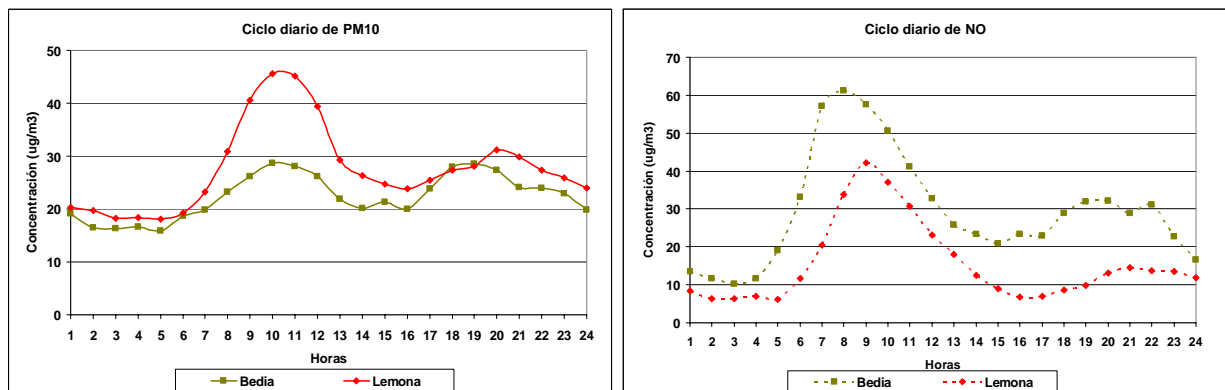 Ciclo diario de PM10
Concentración (ug/m3)
50
40
30
20
10
0
1 2 3 4 5 6 7 8 9 10 11 12 13 14 15 16 17 18 19 20 21 22 23 24
Horas
Bedia Lemona
Ciclo diario de NO
Concentración (ug/m3)
70
60
50
40
30
20
10
0
1 2 3 4 5 6 7 8 9 10 11 12 13 14 15 16 17 18 19 20 21 22 23 24
Horas
Bedia Lemona